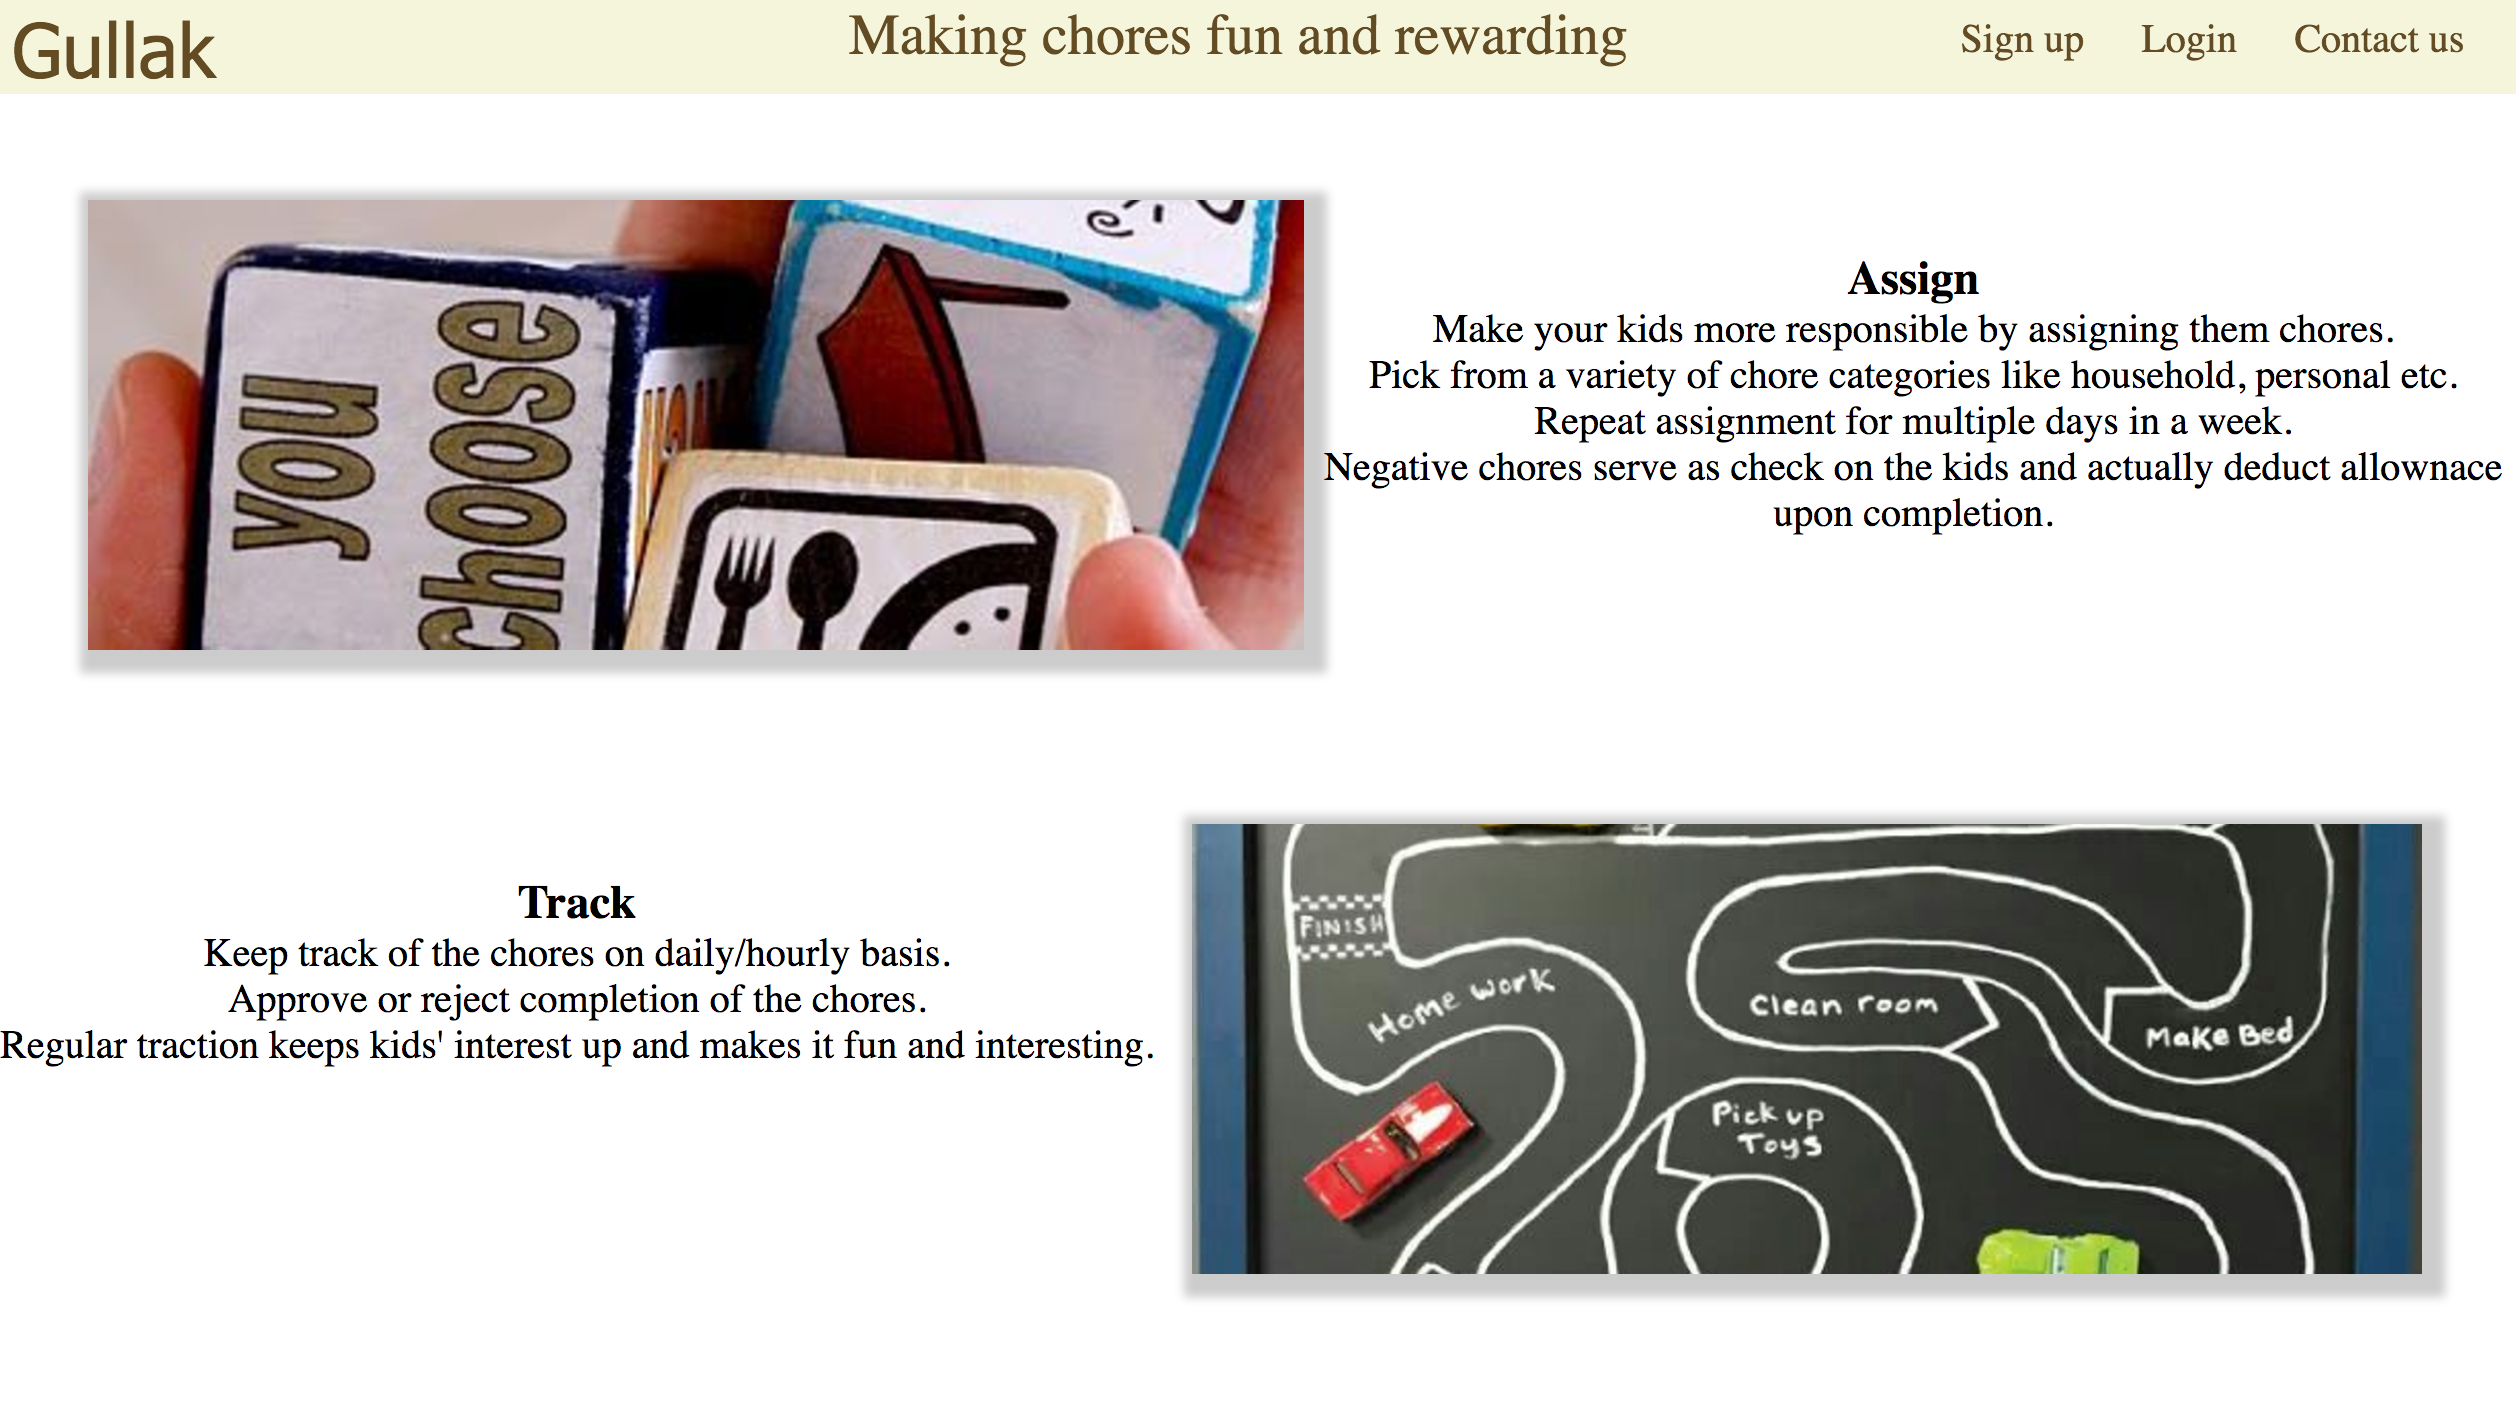 Gullak
Making chores fun and rewarding
Sign up
Login
Contact us
you
choose
Assign
Make your kids more responsible by assigning them chores.
Pick from a variety of chore categories like household, personal etc.
Repeat assignment for multiple days in a week.
Negative chores serve as check on the kids and actually deduct allownace
upon completion.
Track
Keep track of the chores on daily/hourly basis.
Approve or reject completion of the chores.
Regular traction keeps kids' interest up and makes it fun and interesting.
FINISH
Home work
Clean room
Make Bed
Pick up
Toys